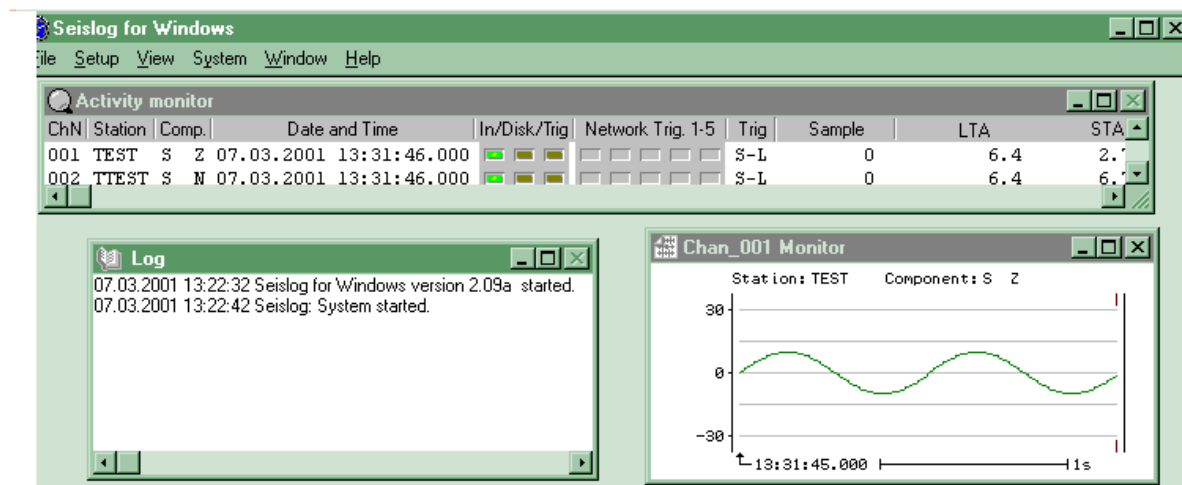 Seislog for Windows
File Setup View System Window Help
Activity monitor
ChN Station Comp. Date and Time In/Disk/Trig Network Trig. 1-5 Trig Sample LTA STA
001 TEST S Z 07.03.2001 13:31:46.000 S-L 0 6.4 2.
002 TTEST S N 07.03.2001 13:31:46.000 S-L 0 6.4 6.
Log
07.03.2001 13:22:32 Seislog for Windows version 2.09a started.
07.03.2001 13:22:42 Seislog: System started.
Chan_001 Monitor
Station: TEST Component: S Z
30
0
-30
13:31:45.000 1s